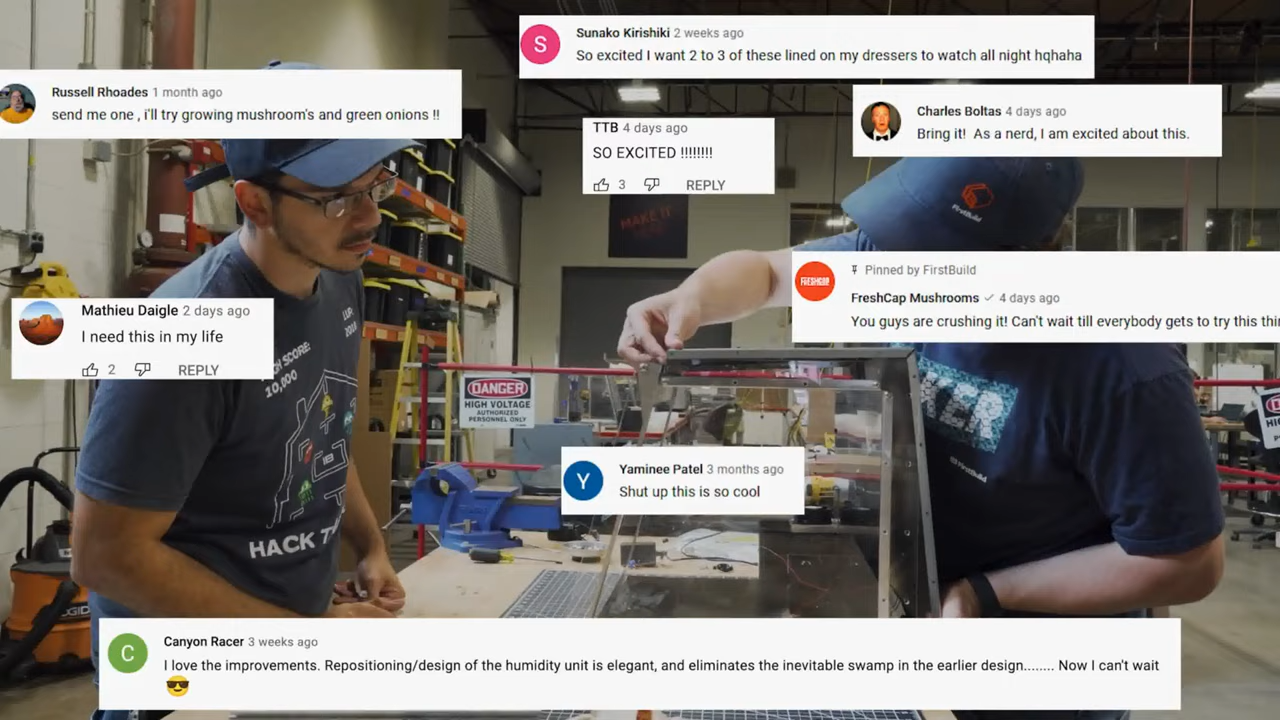 Sunako Kirishiki 2 weeks ago
So excited I want 2 to 3 of these lined on my dressers to watch all night hqhaha
Russell Rhoades 1 month ago
send me one , i'll try growing mushroom's and green onions !!
TTB 4 days ago
SO EXCITED !!!!!!!!
3 REPLY
Charles Boltas 4 days ago
Bring it! As a nerd, I am excited about this.
MAKE IT
FirstBuild
Pinned by FirstBuild
FRESHCAP
FreshCap Mushrooms 4 days ago
You guys are crushing it! Can't wait till everybody gets to try this
Mathieu Daigle 2 days ago
I need this in my life
2 REPLY
SCORE:
10,000
DANGER
HIGH VOLTAGE
AUTHORIZED
PERSONNEL ONLY
HACK
Y
Yaminee Patel 3 months ago
Shut up this is so cool
S
C
Canyon Racer 3 weeks ago
I love the improvements. Repositioning/design of the humidity unit is elegant, and eliminates the inevitable swamp in the earlier design........ Now I can't wait
😎